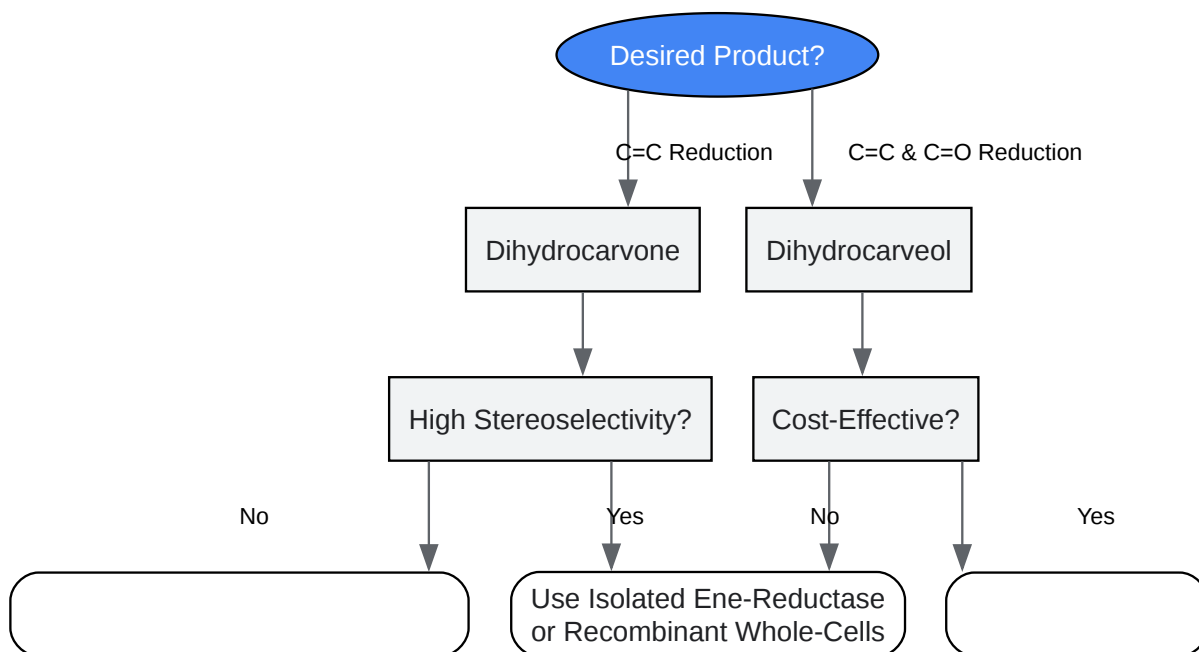 Desired Product?
C=C Reduction
C=C & C=O Reduction
Dihydrocarvone
Dihydrocarveol
High Stereoselectivity?
Cost-Effective?
No
Yes
No
Yes
Use Isolated Ene-Reductase
or Recombinant Whole-Cells